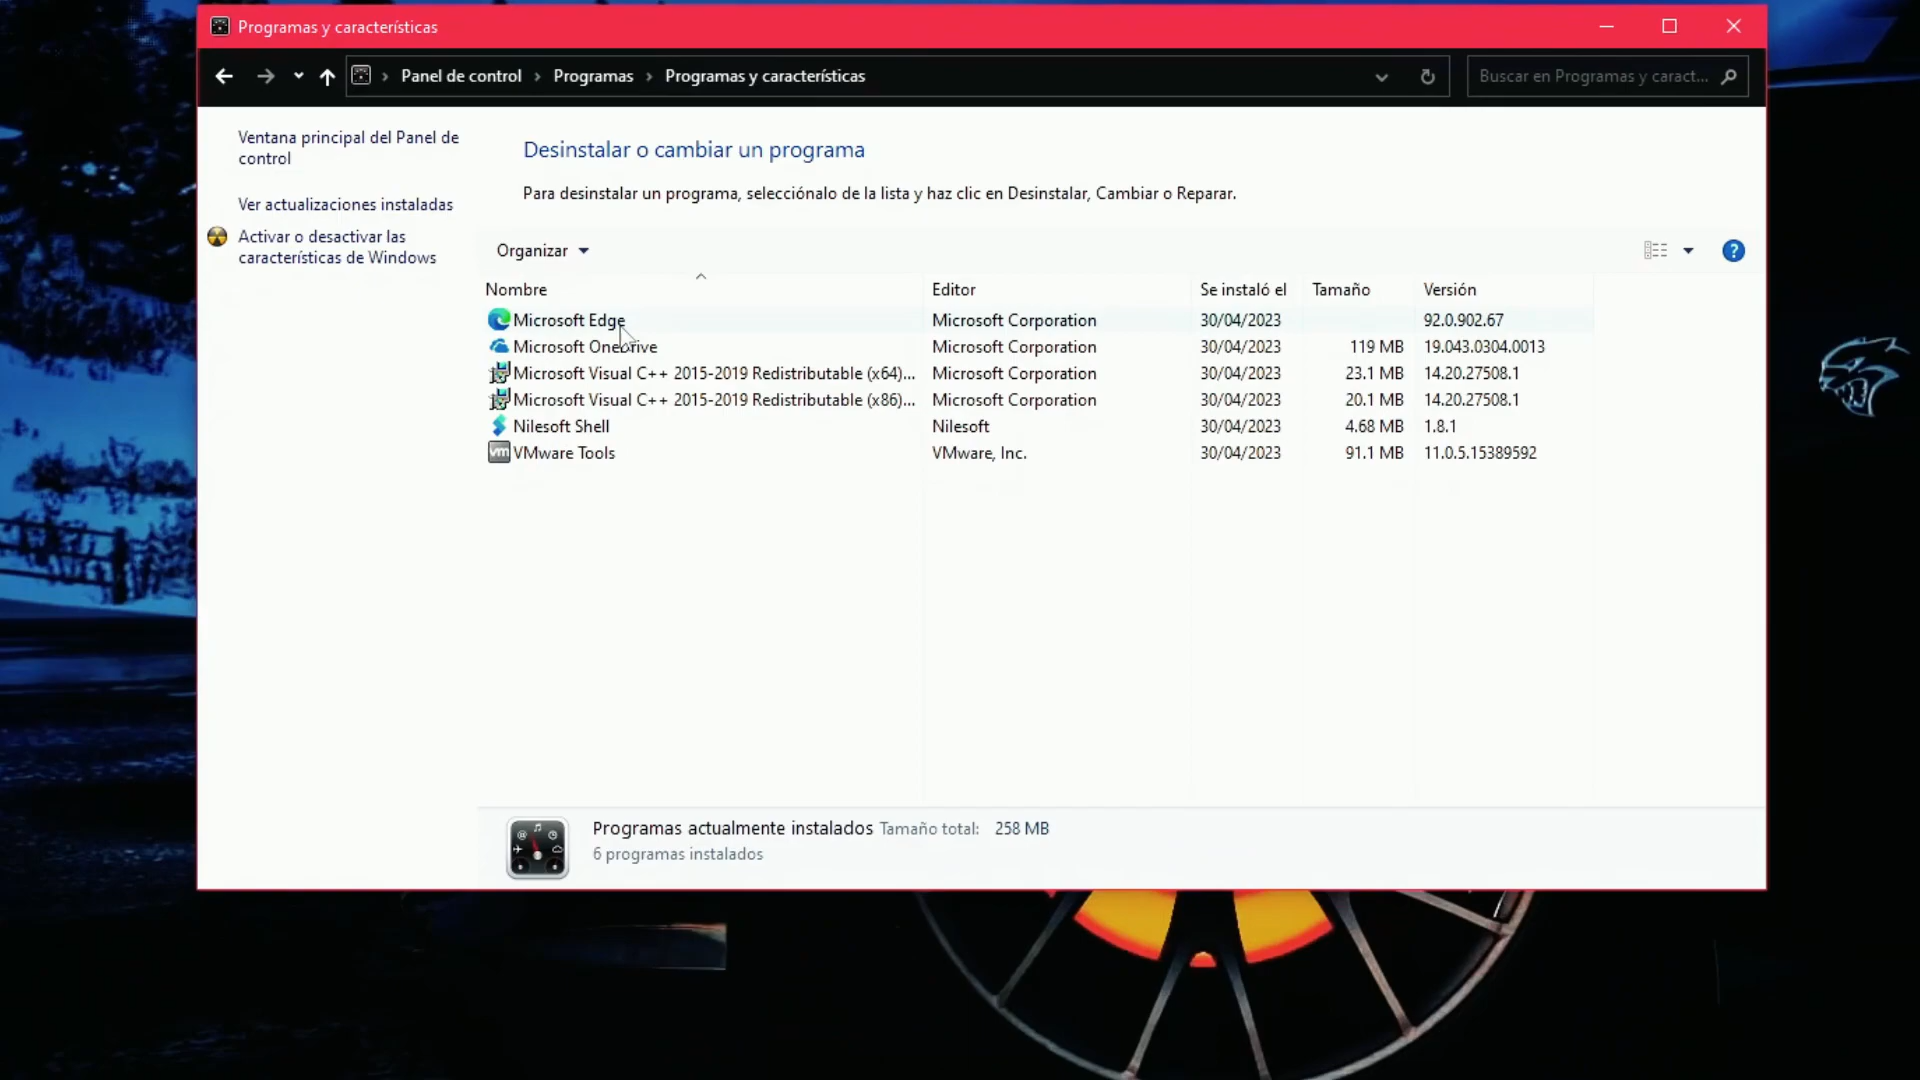 Programas y características
Panel de control › Programas › Programas y características
Buscar en Programas y caract...
Ventana principal del Panel de
control
Ver actualizaciones instaladas
Activar o desactivar las
características de Windows
Desinstalar o cambiar un programa
Para desinstalar un programa, selecciónalo de la lista y haz clic en Desinstalar, Cambiar o Reparar.
Organizar
Nombre Editor Se instaló el Tamaño Versión
Microsoft Edge Microsoft Corporation 30/04/2023 92.0.902.67
Microsoft OneDrive Microsoft Corporation 30/04/2023 119 MB 19.043.0304.0013
Microsoft Visual C++ 2015-2019 Redistributable (x64)... Microsoft Corporation 30/04/2023 23.1 MB 14.20.27508.1
Microsoft Visual C++ 2015-2019 Redistributable (x86)... Microsoft Corporation 30/04/2023 20.1 MB 14.20.27508.1
Nilesoft Shell Nilesoft 30/04/2023 4.68 MB 1.8.1
vm VMware Tools VMware, Inc. 30/04/2023 91.1 MB 11.0.5.15389592
Programas actualmente instalados Tamaño total: 258 MB
6 programas instalados